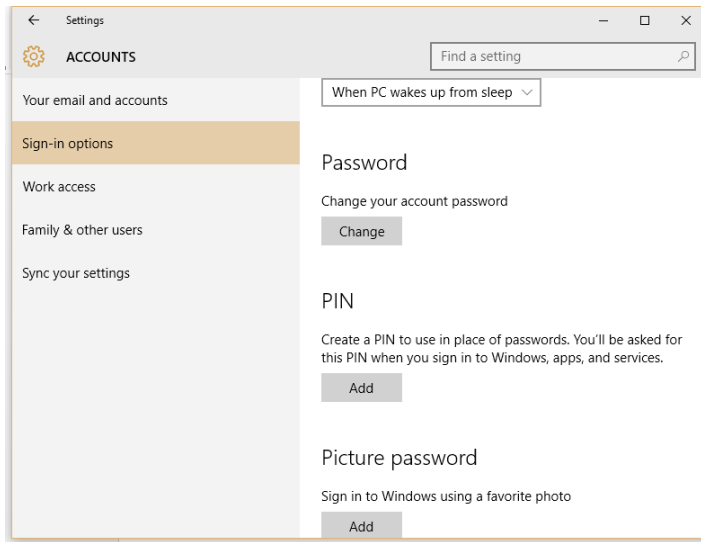 Settings
ACCOUNTS
Find a setting
Your email and accounts
Sign-in options
Work access
Family & other users
Sync your settings
When PC wakes up from sleep
Password
Change your account password
Change
PIN
Create a PIN to use in place of passwords. You'll be asked for
this PIN when you sign in to Windows, apps, and services.
Add
Picture password
Sign in to Windows using a favorite photo
Add